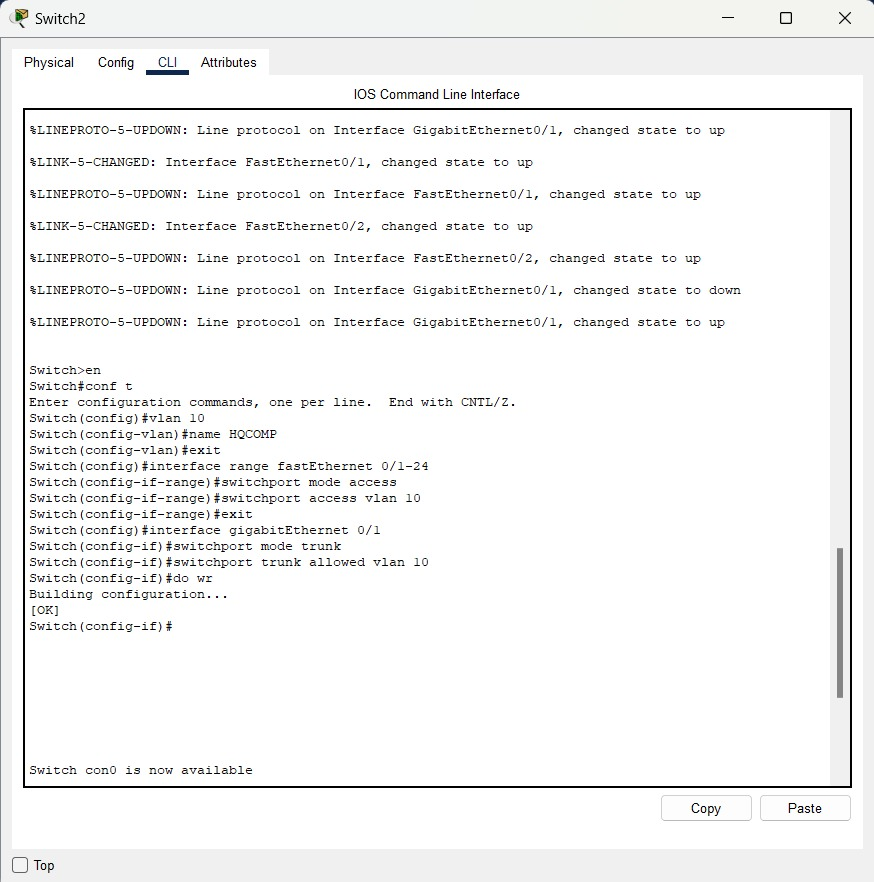 Switch2
Physical Config CLI Attributes
IOS Command Line Interface
%LINEPROTO-5-UPDOWN: Line protocol on Interface GigabitEthernet0/1, changed state to up
%LINK-5-CHANGED: Interface FastEthernet0/1, changed state to up
%LINEPROTO-5-UPDOWN: Line protocol on Interface FastEthernet0/1, changed state to up
%LINK-5-CHANGED: Interface FastEthernet0/2, changed state to up
%LINEPROTO-5-UPDOWN: Line protocol on Interface FastEthernet0/2, changed state to up
%LINEPROTO-5-UPDOWN: Line protocol on Interface GigabitEthernet0/1, changed state to down
%LINEPROTO-5-UPDOWN: Line protocol on Interface GigabitEthernet0/1, changed state to up
Switch>en
Switch#conf t
Enter configuration commands, one per line.  End with CNTL/Z.
Switch(config)#vlan 10
Switch(config-vlan)#name HQCOMP
Switch(config-vlan)#exit
Switch(config)#interface range fastEthernet 0/1-24
Switch(config-if-range)#switchport mode access
Switch(config-if-range)#switchport access vlan 10
Switch(config-if-range)#exit
Switch(config)#interface gigabitEthernet 0/1
Switch(config-if)#switchport mode trunk
Switch(config-if)#switchport trunk allowed vlan 10
Switch(config-if)#do wr
Building configuration...
[OK]
Switch(config-if)#
Switch con0 is now available
Copy Paste
Top